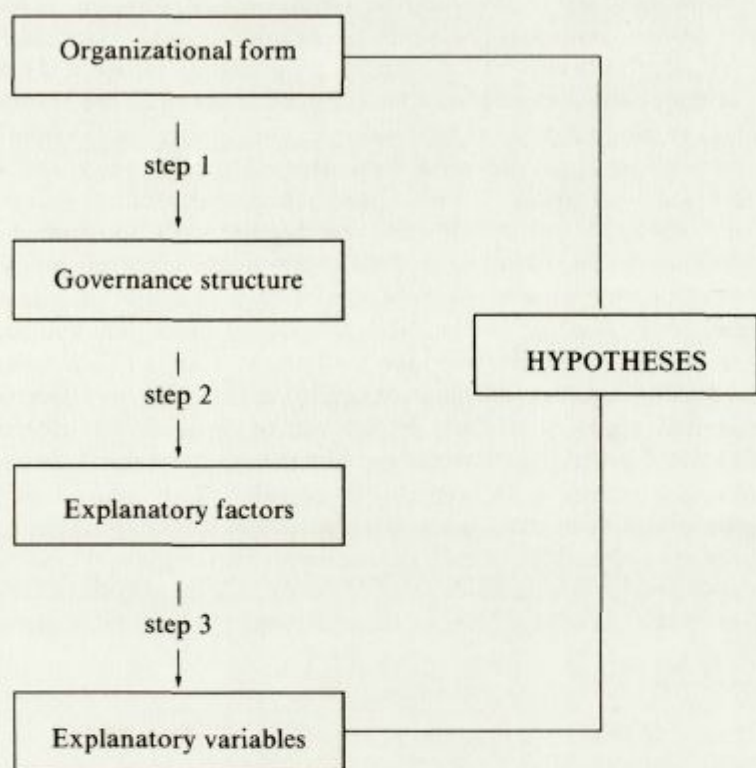 Organizational form
step 1
Governance structure
HYPOTHESES
step 2
Explanatory factors
step 3
Explanatory variables